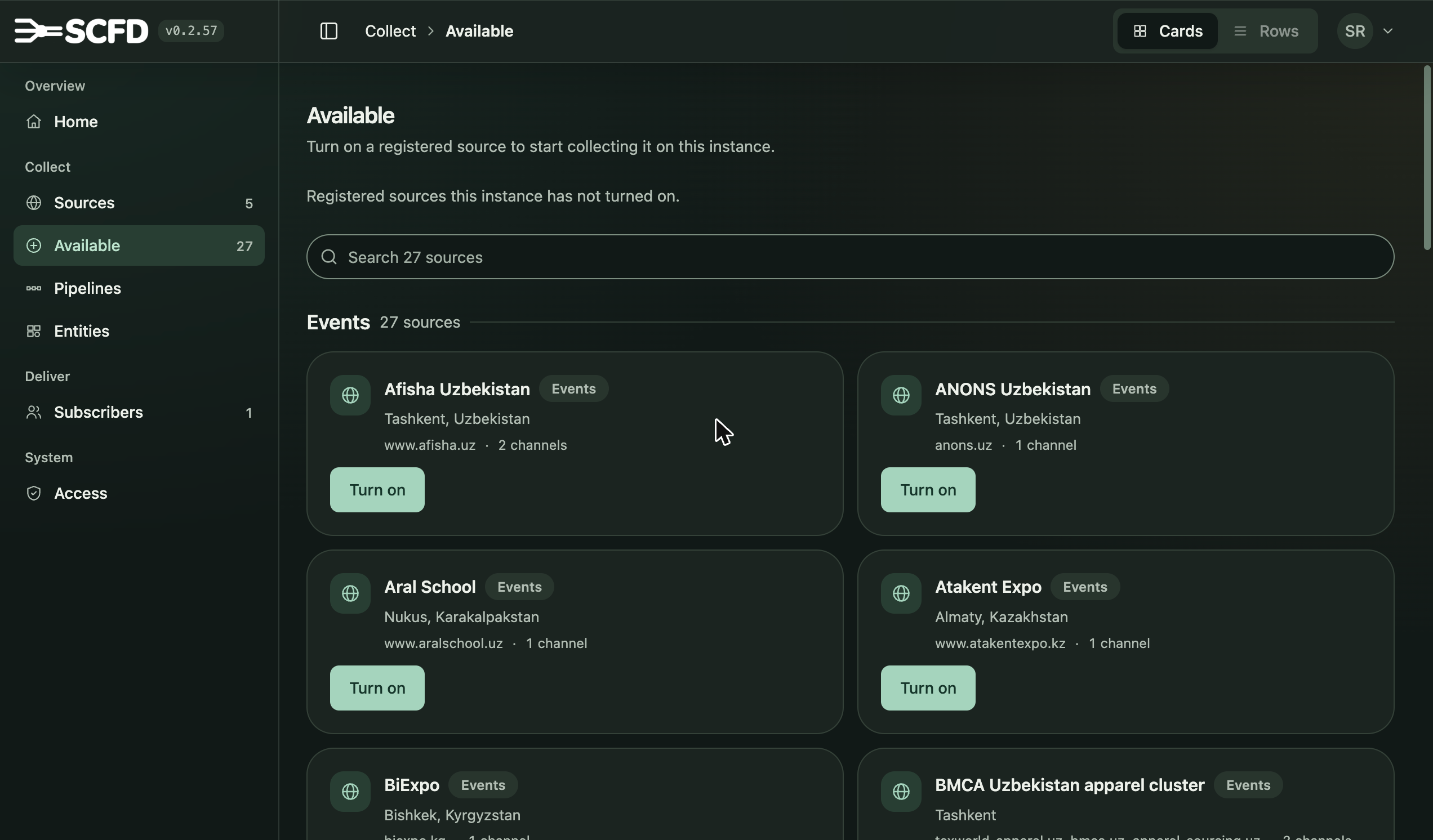 SCFD v0.2.57
Collect > Available
Cards Rows SR
Overview
Home
Collect
Sources 5
Available 27
Pipelines
Entities
Deliver
Subscribers 1
System
Access
Available
Turn on a registered source to start collecting it on this instance.
Registered sources this instance has not turned on.
Search 27 sources
Events 27 sources
Afisha Uzbekistan Events
Tashkent, Uzbekistan
www.afisha.uz · 2 channels
Turn on
ANONS Uzbekistan Events
Tashkent, Uzbekistan
anons.uz · 1 channel
Turn on
Aral School Events
Nukus, Karakalpakstan
www.aralschool.uz · 1 channel
Turn on
Atakent Expo Events
Almaty, Kazakhstan
www.atakentexpo.kz · 1 channel
Turn on
BiExpo Events
Bishkek, Kyrgyzstan
BMCA Uzbekistan apparel cluster Events
Tashkent